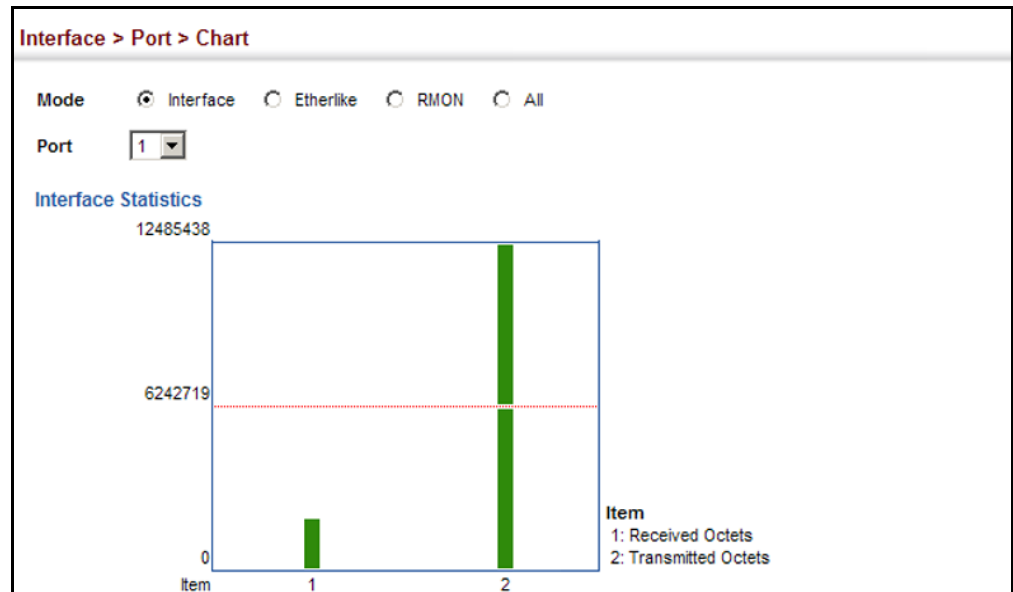 Interface > Port > Chart
Mode Interface Etherlike RMON All
Port 1
Interface Statistics
12485438
6242719
0
Item 1 2
Item
1: Received Octets
2: Transmitted Octets